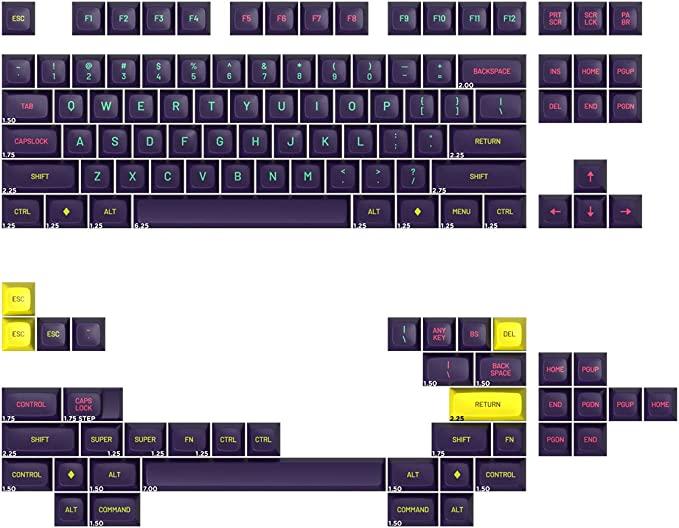 ESC F1 F2 F3 F4 F5 F6 F7 F8 F9 F10 F11 F12 PRT SCR SCR LCK PA BR
~ ` ! 1 @ 2 # 3 $ 4 % 5 ^ 6 & 7 * 8 ( 9 ) 0 — - + = BACKSPACE 2.00 INS HOME PGUP
TAB 1.50 Q W E R T Y U I O P { [ } ] | \ 1.50 DEL END PGDN
CAPSLOCK 1.75 A S D F G H J K L : ; " ' RETURN 2.25
SHIFT 2.25 Z X C V B N M < , > . ? / SHIFT 2.75 ↑
CTRL 1.25 ♦ 1.25 ALT 1.25 6.25 ALT 1.25 ♦ 1.25 MENU 1.25 CTRL 1.25 ← ↓ →
ESC
ESC ESC ~ ` | \ ANY KEY BS DEL
| \ 1.50 BACK SPACE 1.50 HOME PGUP
CONTROL 1.75 CAPS LOCK 1.75 STEP RETURN 2.25 END PGDN PGUP HOME
SHIFT 2.25 SUPER 1.25 SUPER 1.25 FN 1.25 CTRL CTRL SHIFT 1.75 FN PGDN END
CONTROL 1.50 ♦ ALT 1.50 7.00 ALT 1.50 ♦ CONTROL 1.50
ALT COMMAND 1.50 COMMAND 1.50 ALT